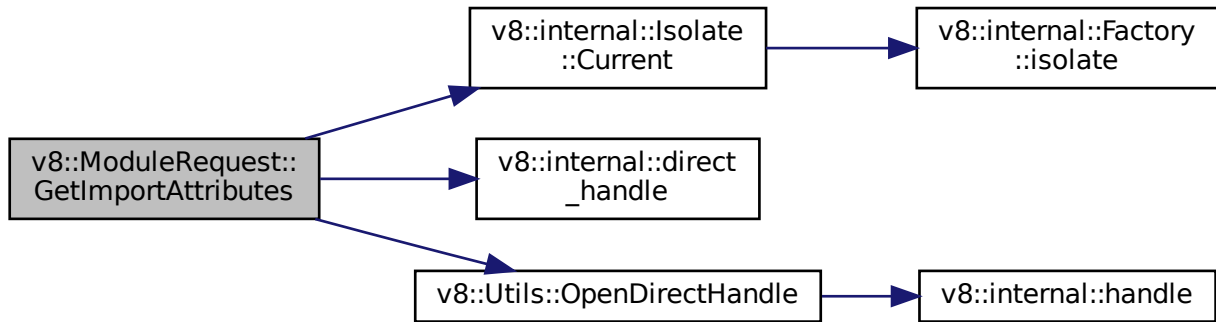 v8::internal::Isolate
::Current
v8::internal::Factory
::isolate
v8::ModuleRequest::
GetImportAttributes
v8::internal::direct
_handle
v8::Utils::OpenDirectHandle
v8::internal::handle